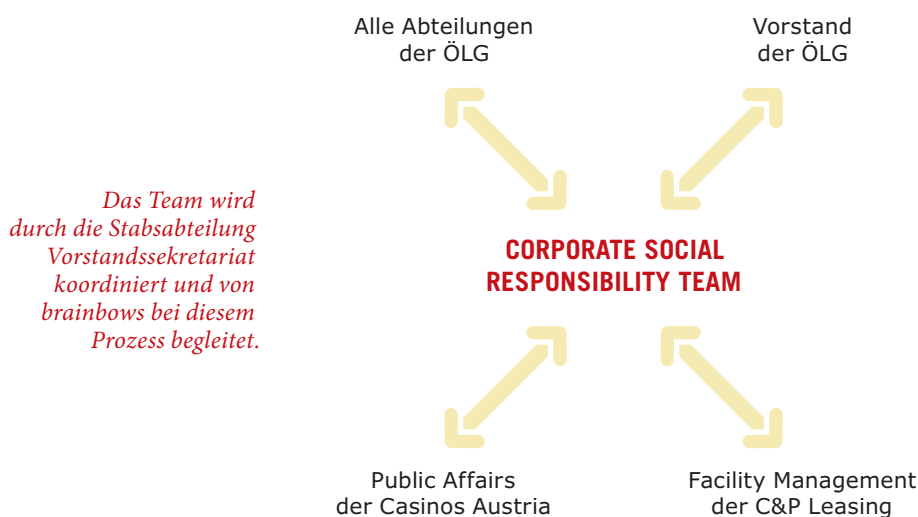 Alle Abteilungen
der ÖLG
Vorstand
der ÖLG
Das Team wird
durch die Stabsabteilung
Vorstandssekretariat
koordiniert und von
brainbows bei diesem
Prozess begleitet.
CORPORATE SOCIAL
RESPONSIBILITY TEAM
Public Affairs
der Casinos Austria
Facility Management
der C&P Leasing